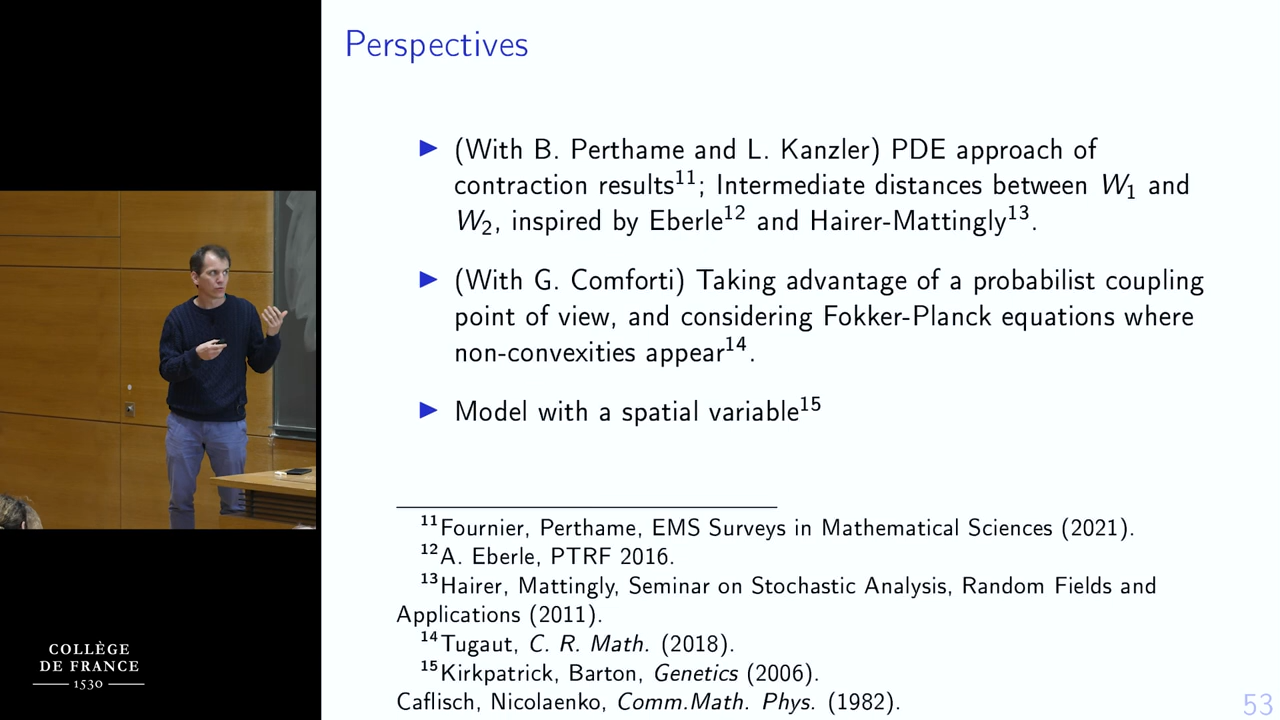 Perspectives
▶ (With B. Perthame and L. Kanzler) PDE approach of
contraction results¹¹; Intermediate distances between W₁ and
W₂, inspired by Eberle¹² and Hairer-Mattingly¹³.
▶ (With G. Comforti) Taking advantage of a probabilist coupling
point of view, and considering Fokker-Planck equations where
non-convexities appear¹⁴.
▶ Model with a spatial variable¹⁵
¹¹Fournier, Perthame, EMS Surveys in Mathematical Sciences (2021).
¹²A. Eberle, PTRF 2016.
¹³Hairer, Mattingly, Seminar on Stochastic Analysis, Random Fields and
Applications (2011).
¹⁴Tugaut, C. R. Math. (2018).
¹⁵Kirkpatrick, Barton, Genetics (2006).
Caflisch, Nicolaenko, Comm.Math. Phys. (1982).
53
COLLÈGE
DE FRANCE
1530